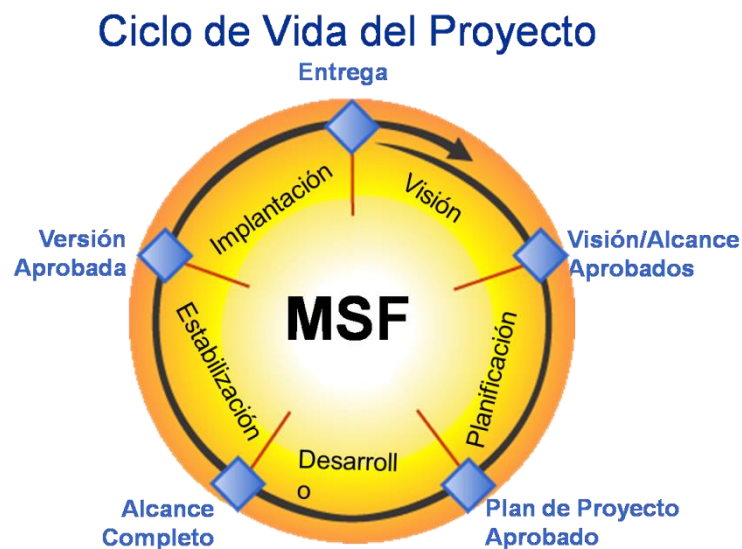 Ciclo de Vida del Proyecto
Entrega
Implantación
Visión
Versión
Aprobada
Visión/Alcance
Aprobados
MSF
Estabilización
Planificación
Desarroll
o
Alcance
Completo
Plan de Proyecto
Aprobado